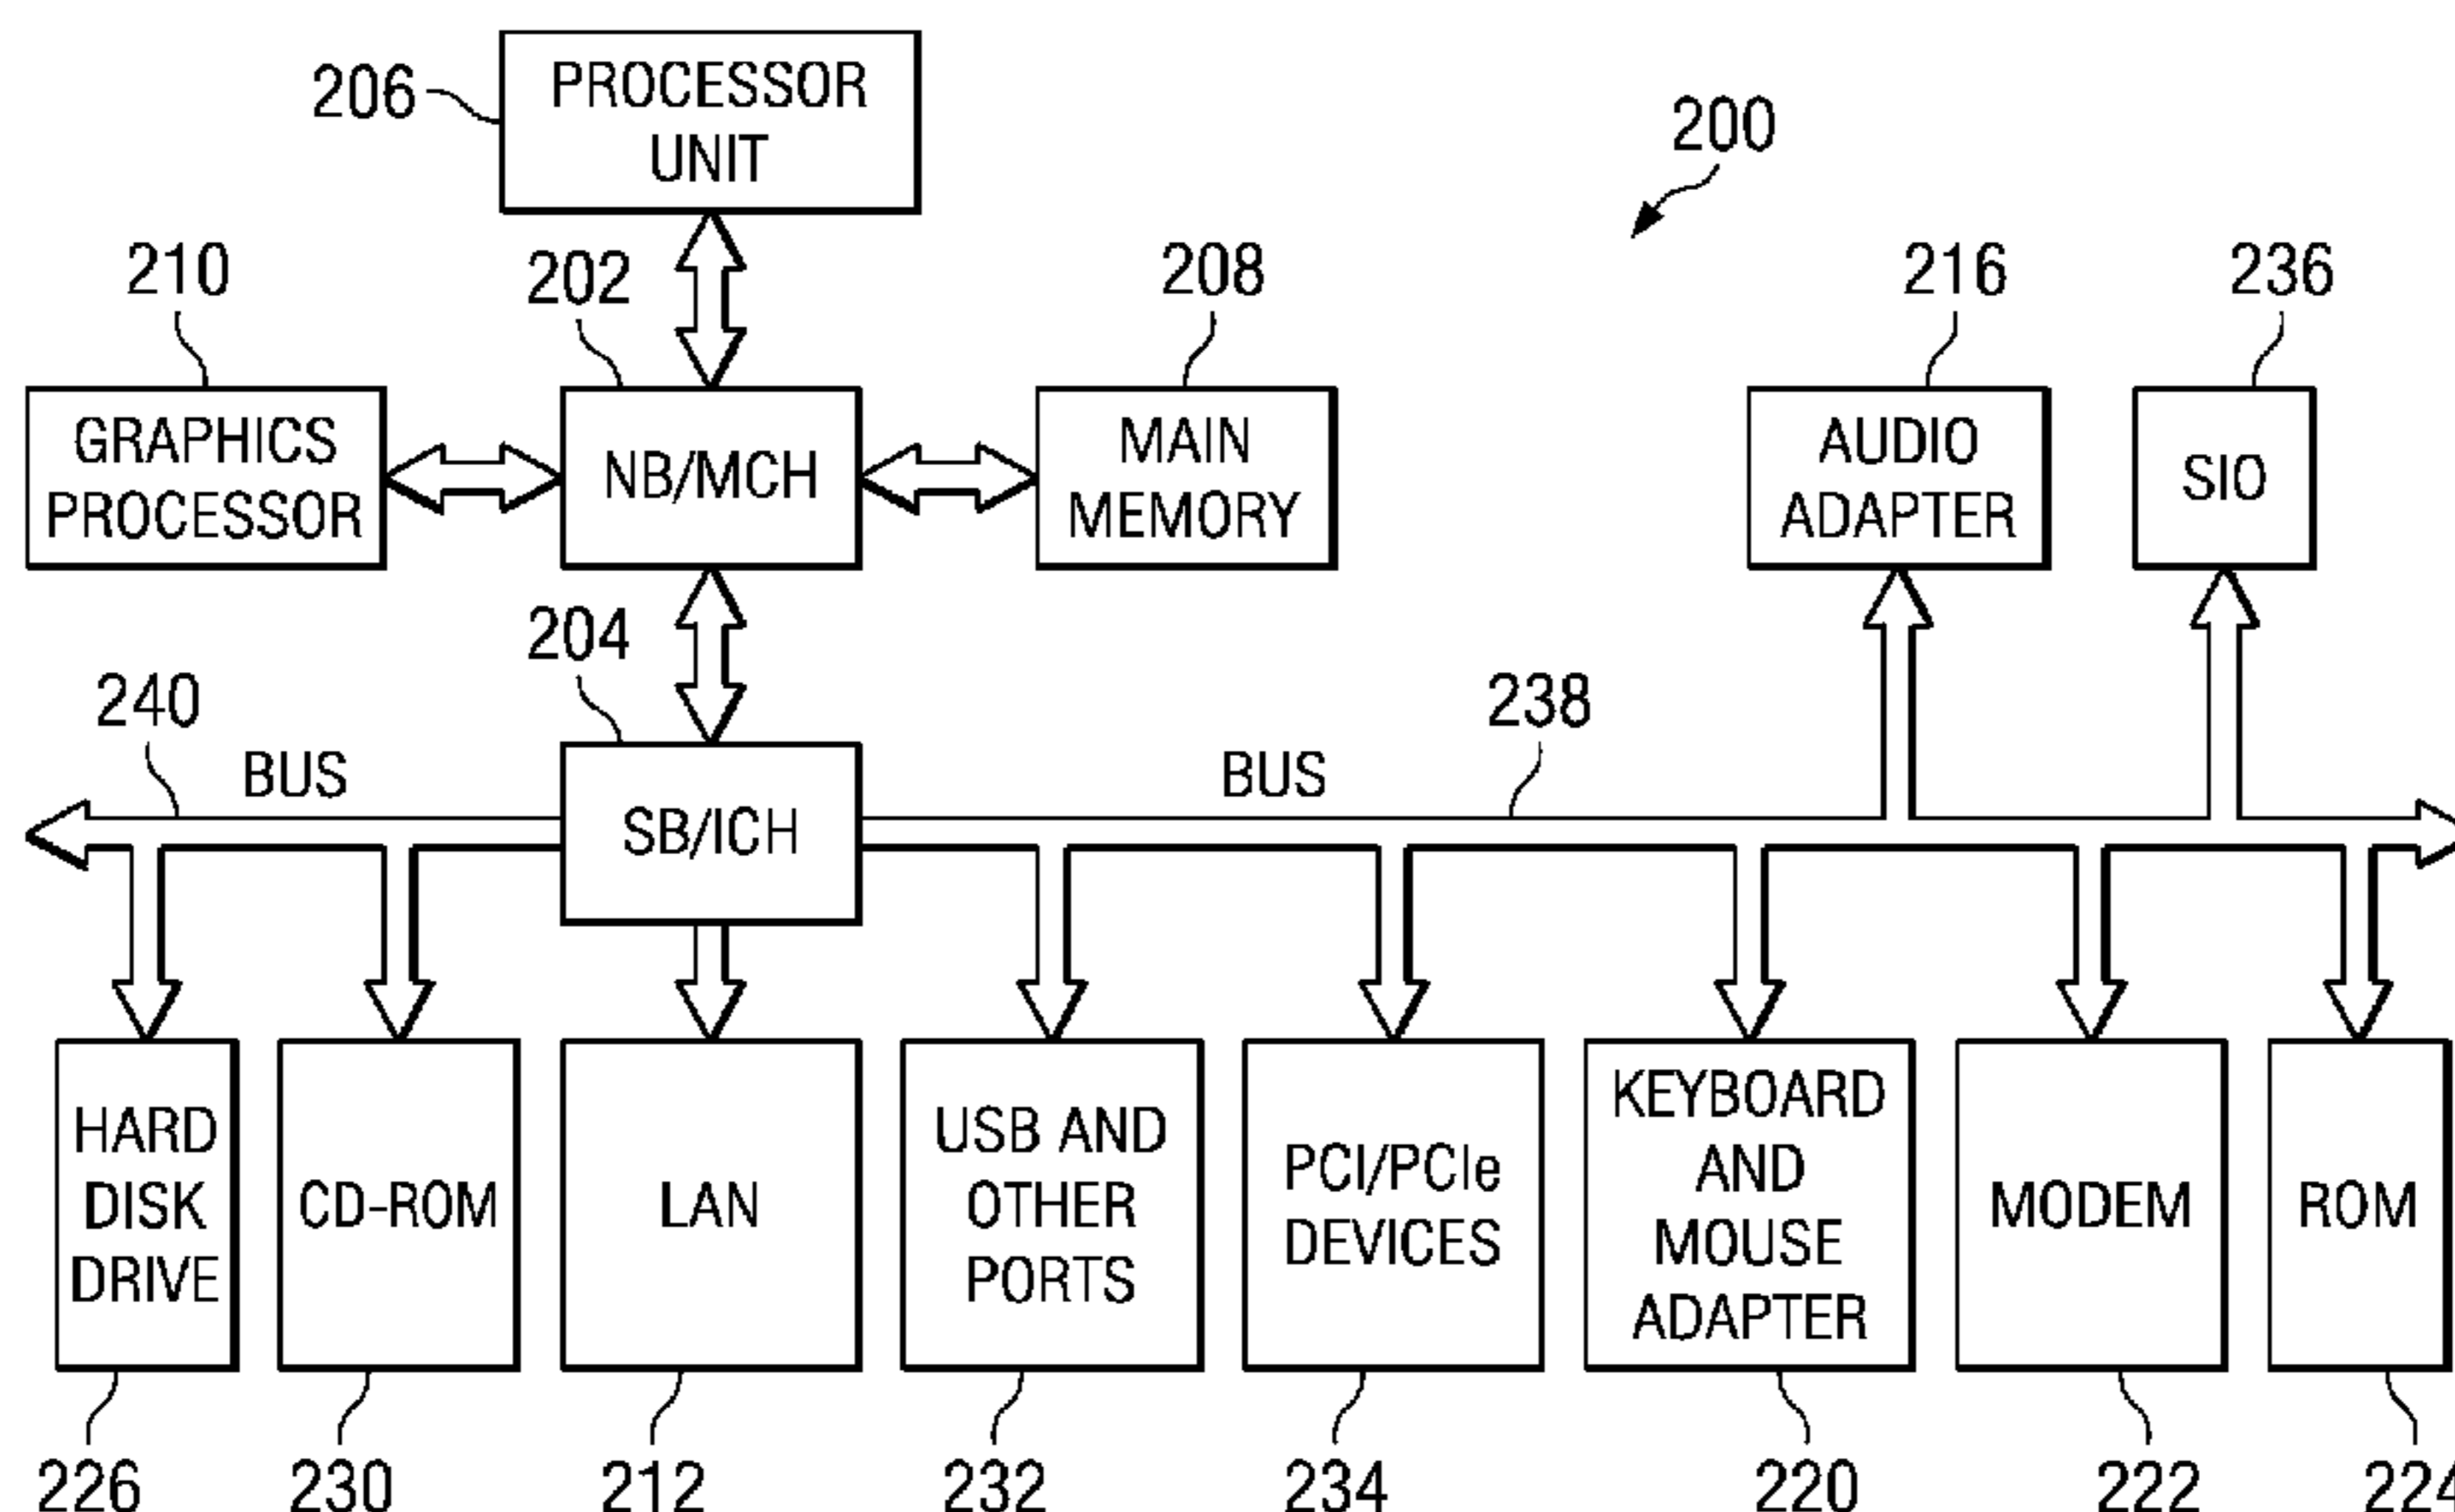 206
PROCESSOR
UNIT
200
210
202
208
216
236
GRAPHICS
PROCESSOR
NB/MCH
MAIN
MEMORY
AUDIO
ADAPTER
SIO
204
240
BUS
238
BUS
SB/ICH
HARD
DISK
DRIVE
CD-ROM
LAN
USB AND
OTHER
PORTS
PCI/PCIe
DEVICES
KEYBOARD
AND
MOUSE
ADAPTER
MODEM
ROM
226
230
212
232
234
220
222
224